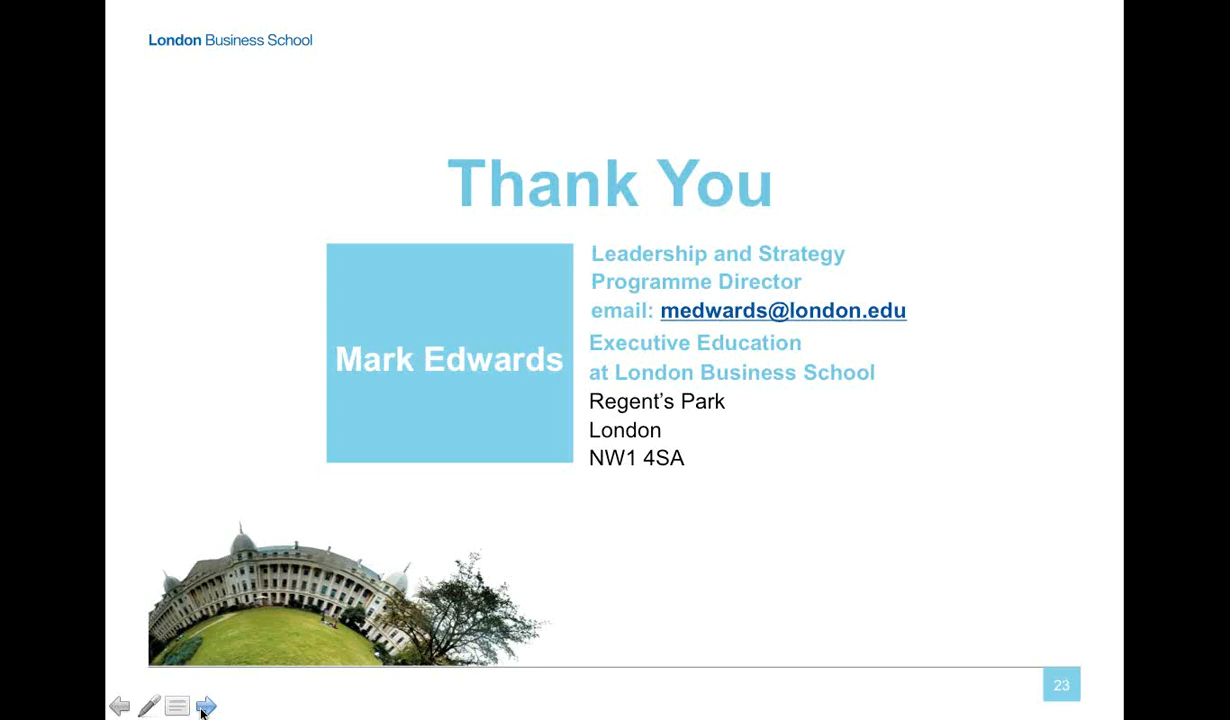 London Business School
Thank You
Mark Edwards
Leadership and Strategy
Programme Director
email: medwards@london.edu
Executive Education
at London Business School
Regent’s Park
London
NW1 4SA
23